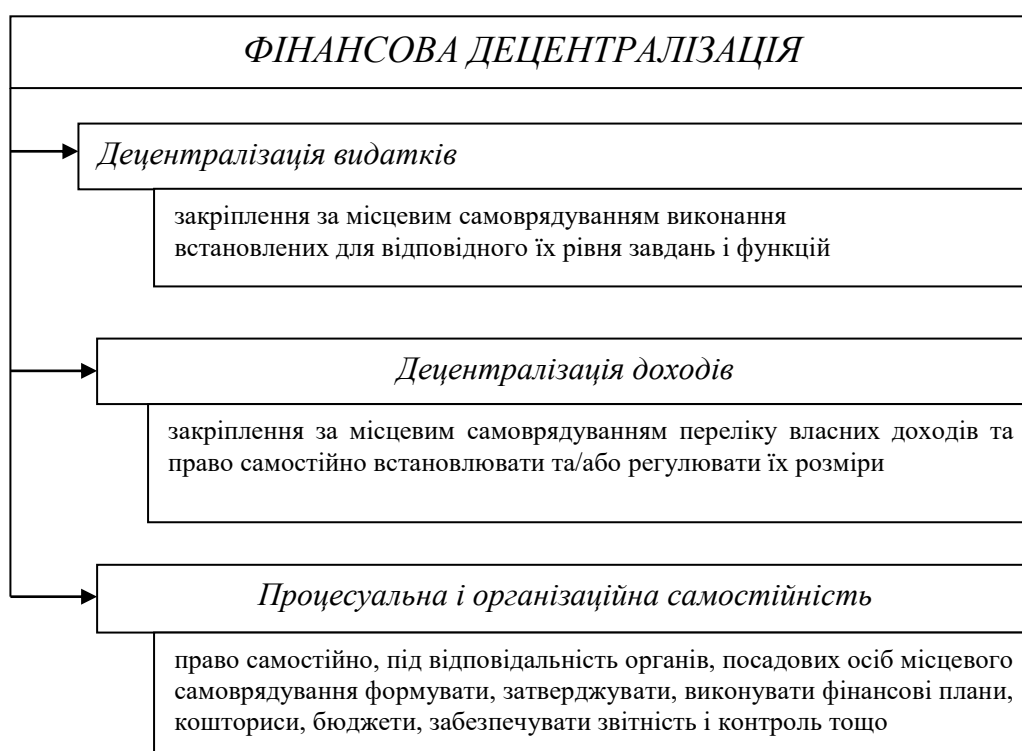 ФІНАНСОВА ДЕЦЕНТРАЛІЗАЦІЯ
Децентралізація видатків
закріплення за місцевим самоврядуванням виконання
встановлених для відповідного їх рівня завдань і функцій
Децентралізація доходів
закріплення за місцевим самоврядуванням переліку власних доходів та
право самостійно встановлювати та/або регулювати їх розміри
Процесуальна і організаційна самостійність
право самостійно, під відповідальність органів, посадових осіб місцевого
самоврядування формувати, затверджувати, виконувати фінансові плани,
кошториси, бюджети, забезпечувати звітність і контроль тощо